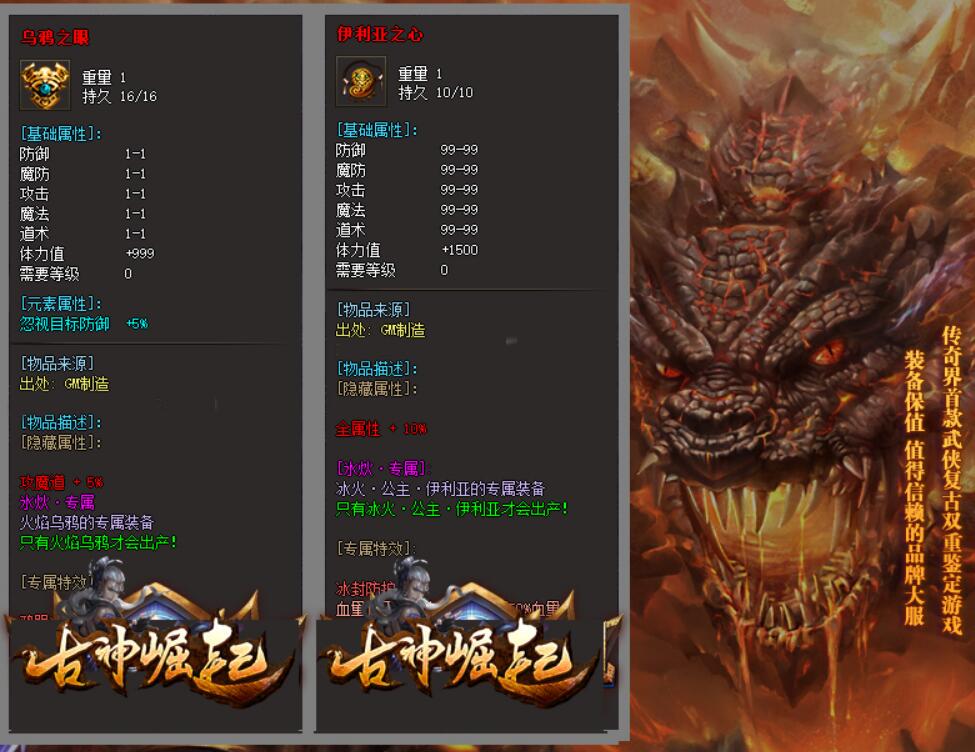 乌鸦之眼
重量 1
持久 16/16
[基础属性]:
防御 1-1
魔防 1-1
攻击 1-1
魔法 1-1
道术 1-1
体力值 +999
需要等级 0
[元素属性]:
忽视目标防御 +5%
[物品来源]
出处: GM制造
[物品描述]:
[隐藏属性]:
攻魔道 + 5%
冰焱·专属
火焰乌鸦的专属装备
只有火焰乌鸦才会出产!
[专属特效]
古神崛起
伊利亚之心
重量 1
持久 10/10
[基础属性]:
防御 99-99
魔防 99-99
攻击 99-99
魔法 99-99
道术 99-99
体力值 +1500
需要等级 0
[物品来源]
出处: GM制造
[物品描述]:
[隐藏属性]:
全属性 + 10%
[冰焱·专属]
冰火·公主·伊利亚的专属装备
只有冰火·公主·伊利亚才会出产!
[专属特效]:
冰封防护
血量 0%血量
古神崛起
传奇界首款武侠复古双重鉴定游戏
装备保值 值得信赖的品牌大服